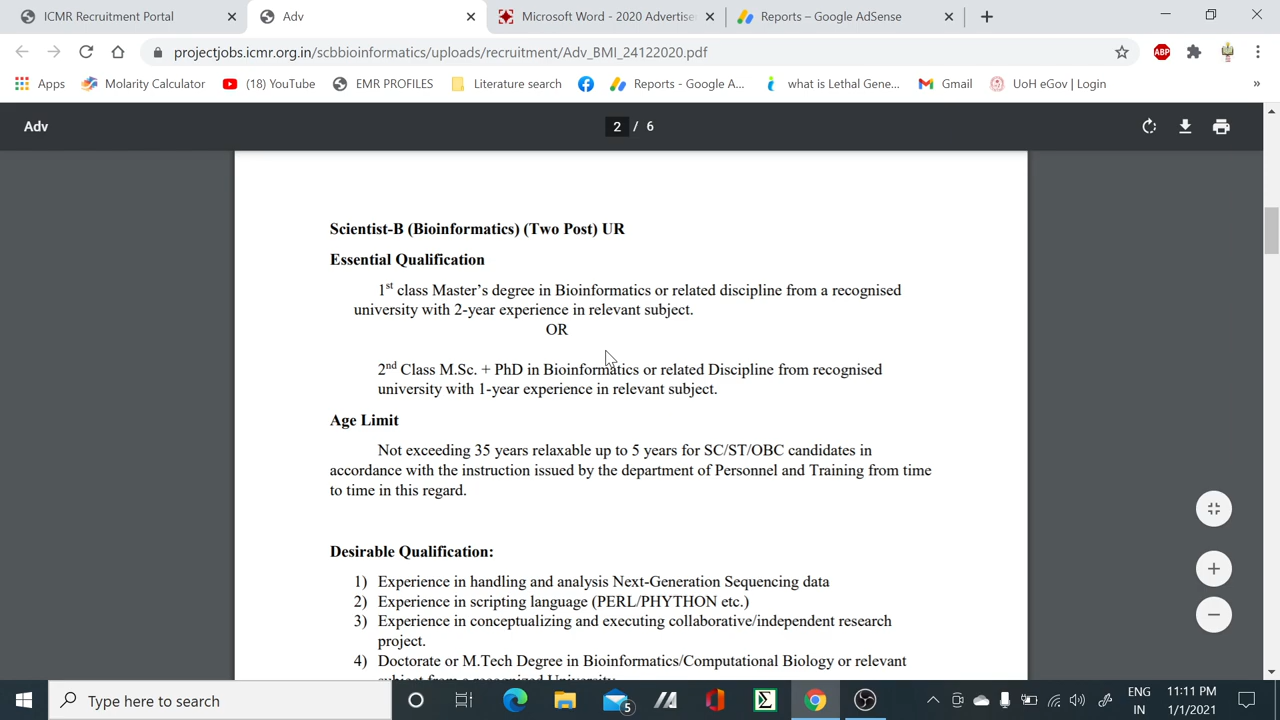 ICMR Recruitment Portal
Adv
Microsoft Word - 2020 Advertise
Reports – Google AdSense
projectjobs.icmr.org.in/scbbioinformatics/uploads/recruitment/Adv_BMI_24122020.pdf
ABP
Apps
Molarity Calculator
(18) YouTube
EMR PROFILES
Literature search
Reports - Google A...
what is Lethal Gene...
Gmail
UoH eGov | Login
»
Adv
2 / 6
Scientist-B (Bioinformatics) (Two Post) UR
Essential Qualification
1st class Master's degree in Bioinformatics or related discipline from a recognised
university with 2-year experience in relevant subject.
OR
2nd Class M.Sc. + PhD in Bioinformatics or related Discipline from recognised
university with 1-year experience in relevant subject.
Age Limit
Not exceeding 35 years relaxable up to 5 years for SC/ST/OBC candidates in
accordance with the instruction issued by the department of Personnel and Training from time
to time in this regard.
Desirable Qualification:
1) Experience in handling and analysis Next-Generation Sequencing data
2) Experience in scripting language (PERL/PHYTHON etc.)
3) Experience in conceptualizing and executing collaborative/independent research
project.
4) Doctorate or M.Tech Degree in Bioinformatics/Computational Biology or relevant
subject from a recognized University
Type here to search
5
ENG
IN
11:11 PM
1/1/2021